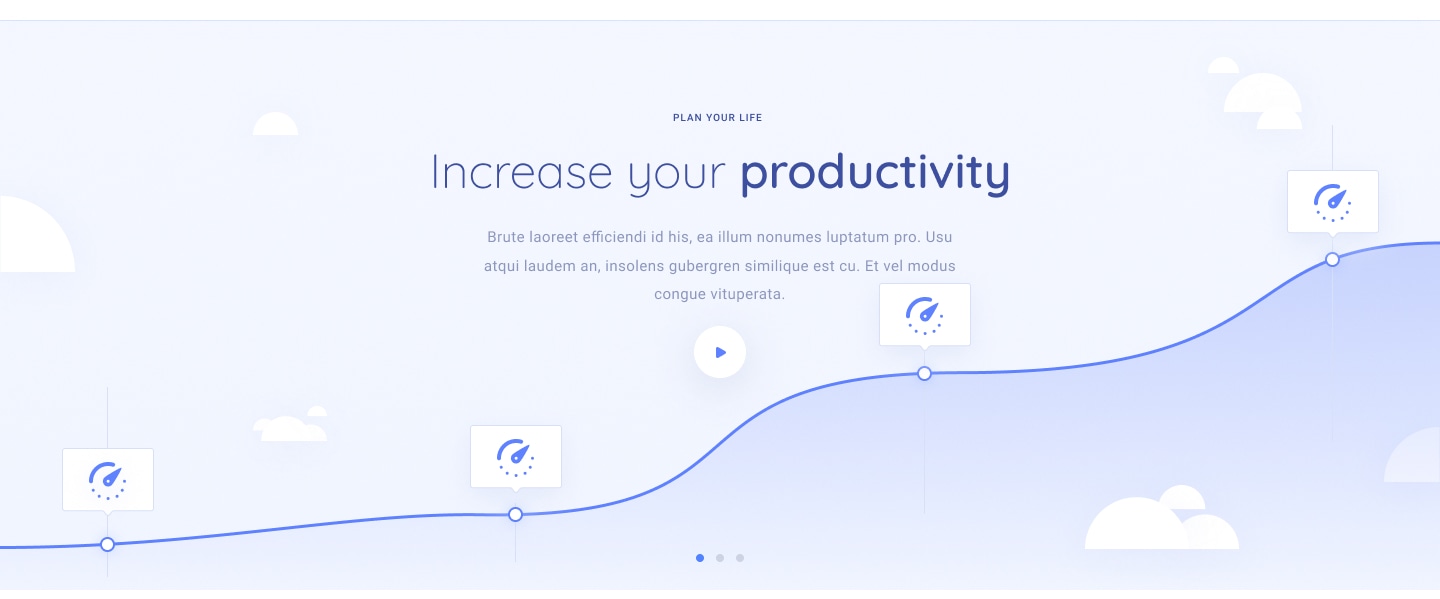 PLAN YOUR LIFE
Increase your productivity
Brute laoreet efficiendi id his, ea illum nonumes luptatum pro. Usu
atqui laudem an, insolens gubergren similique est cu. Et vel modus
congue vituperata.